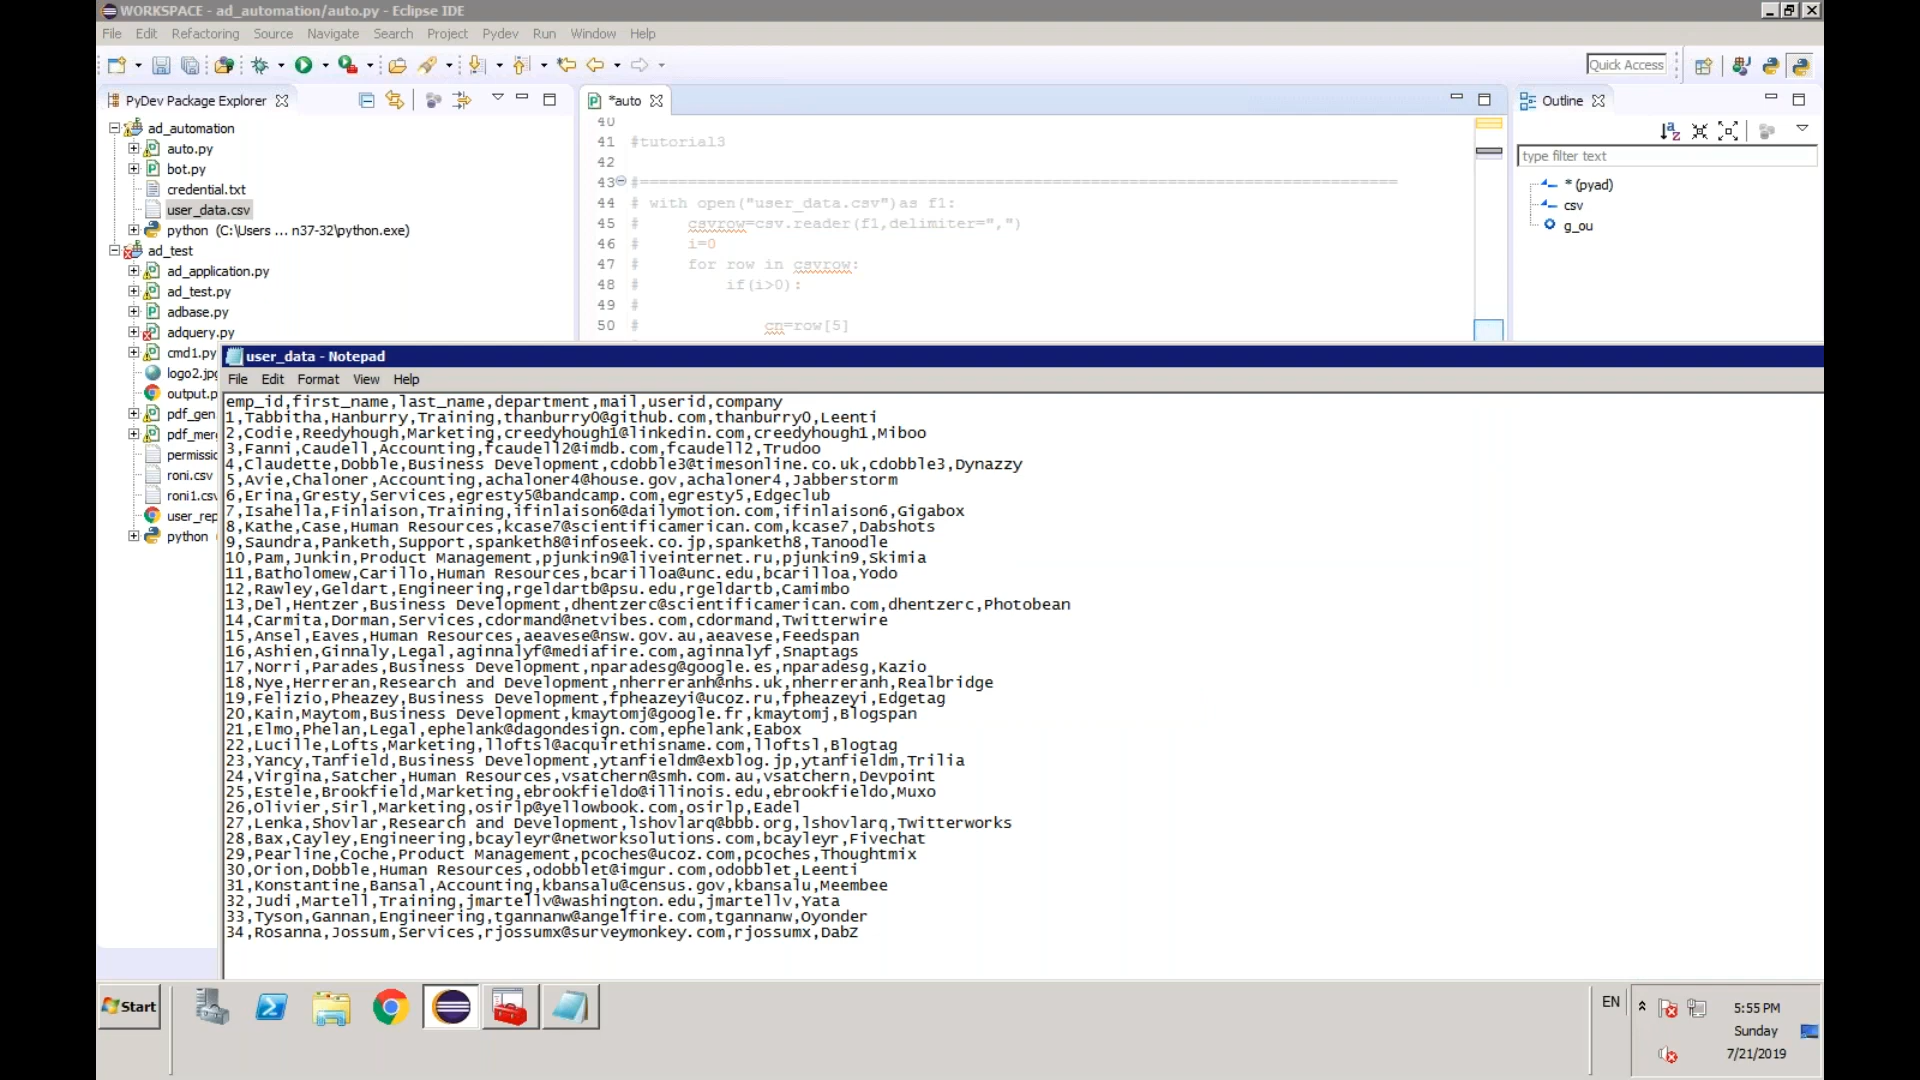 WORKSPACE - ad_automation/auto.py - Eclipse IDE
File Edit Refactoring Source Navigate Search Project Pydev Run Window Help
Quick Access
PyDev Package Explorer
*auto
Outline
type filter text
* (pyad)
csv
g_ou
ad_automation
auto.py
bot.py
credential.txt
user_data.csv
python (C:\Users ... n37-32\python.exe)
ad_test
ad_application.py
ad_test.py
adbase.py
adquery.py
cmd1.py
logo2.jpg
output.p
pdf_gen
pdf_mer
permissio
roni.csv
roni1.csv
user_rep
python
40
41 #tutorial3
42
43 #===============================================================================
44 # with open("user_data.csv")as f1:
45 # csvrow=csv.reader(f1,delimiter=",")
46 # i=0
47 # for row in csvrow:
48 # if(i>0):
49 #
50 # cn=row[5]
user_data - Notepad
File Edit Format View Help
emp_id,first_name,last_name,department,mail,userid,company
1,Tabbitha,Hanburry,Training,thanburry0@github.com,thanburry0,Leenti
2,Codie,Reedyhough,Marketing,creedyhough1@linkedin.com,creedyhough1,Miboo
3,Fanni,Caudell,Accounting,fcaudell2@imdb.com,fcaudell2,Trudoo
4,Claudette,Dobble,Business Development,cdobble3@timesonline.co.uk,cdobble3,Dynazzy
5,Avie,Chaloner,Accounting,achaloner4@house.gov,achaloner4,Jabberstorm
6,Erina,Gresty,Services,egresty5@bandcamp.com,egresty5,Edgeclub
7,Isahella,Finlaison,Training,ifinlaison6@dailymotion.com,ifinlaison6,Gigabox
8,Kathe,Case,Human Resources,kcase7@scientificamerican.com,kcase7,Dabshots
9,Saundra,Panketh,Support,spanketh8@infoseek.co.jp,spanketh8,Tanoodle
10,Pam,Junkin,Product Management,pjunkin9@liveinternet.ru,pjunkin9,Skimia
11,Batholomew,Carillo,Human Resources,bcarilloa@unc.edu,bcarilloa,Yodo
12,Rawley,Geldart,Engineering,rgeldartb@psu.edu,rgeldartb,Camimbo
13,Del,Hentzer,Business Development,dhentzerc@scientificamerican.com,dhentzerc,Photobean
14,Carmita,Dorman,Services,cdormand@netvibes.com,cdormand,Twitterwire
15,Ansel,Eaves,Human Resources,aeavese@nsw.gov.au,aeavese,Feedspan
16,Ashien,Ginnaly,Legal,aginnalyf@mediafire.com,aginnalyf,Snaptags
17,Norri,Parades,Business Development,nparadesg@google.es,nparadesg,Kazio
18,Nye,Herreran,Research and Development,nherreranh@nhs.uk,nherreranh,Realbridge
19,Felizio,Pheazey,Business Development,fpheazeyi@ucoz.ru,fpheazeyi,Edgetag
20,Kain,Maytom,Business Development,kmaytomj@google.fr,kmaytomj,Blogspan
21,Elmo,Phelan,Legal,ephelank@dagondesign.com,ephelank,Eabox
22,Lucille,Lofts,Marketing,lloftsl@acquirethisname.com,lloftsl,Blogtag
23,Yancy,Tanfield,Business Development,ytanfieldm@exblog.jp,ytanfieldm,Trilia
24,Virgina,Satcher,Human Resources,vsatchern@smh.com.au,vsatchern,Devpoint
25,Estele,Brookfield,Marketing,ebrookfieldo@illinois.edu,ebrookfieldo,Muxo
26,Olivier,Sirl,Marketing,osirlp@yellowbook.com,osirlp,Eadel
27,Lenka,Shovlar,Research and Development,lshovlarq@bbb.org,lshovlarq,Twitterworks
28,Bax,Cayley,Engineering,bcayleyr@networksolutions.com,bcayleyr,Fivechat
29,Pearline,Coche,Product Management,pcoches@ucoz.com,pcoches,Thoughtmix
30,Orion,Dobble,Human Resources,odobblet@imgur.com,odobblet,Leenti
31,Konstantine,Bansal,Accounting,kbansalu@census.gov,kbansalu,Meembee
32,Judi,Martell,Training,jmartellv@washington.edu,jmartellv,Yata
33,Tyson,Gannan,Engineering,tgannanw@angelfire.com,tgannanw,Oyonder
34,Rosanna,Jossum,Services,rjossumx@surveymonkey.com,rjossumx,DabZ
Start
EN
5:55 PM
Sunday
7/21/2019